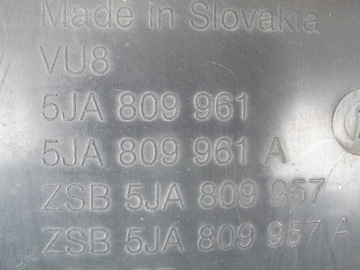 Made in Slovakia
VU8
5JA 809 961
5JA 809 961 A
ZSB 5JA 809 957
ZSB 5JA 809 957 A